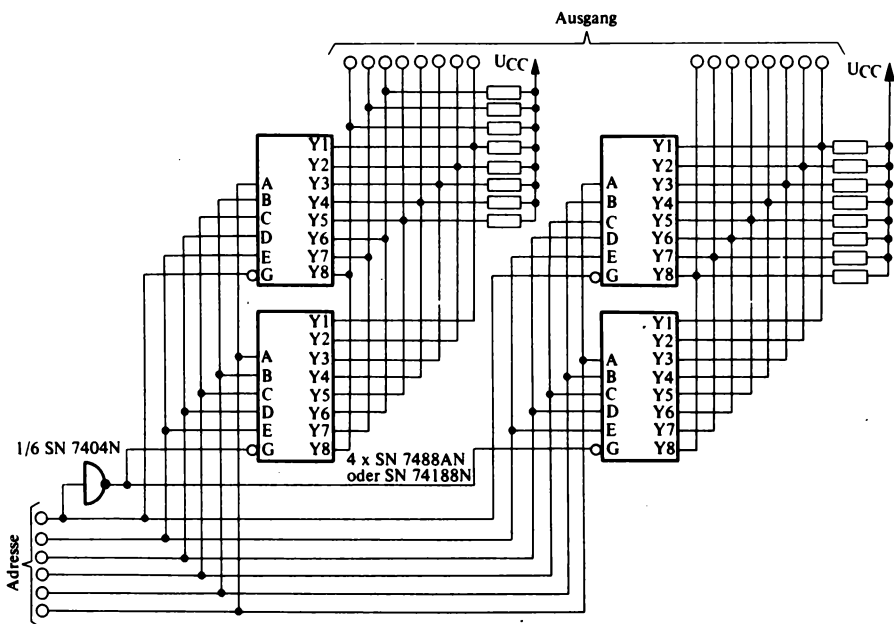 Ausgang
UCC
UCC
A
B
C
D
E
G
Y1
Y2
Y3
Y4
Y5
Y6
Y7
Y8
A
B
C
D
E
G
Y1
Y2
Y3
Y4
Y5
Y6
Y7
Y8
A
B
C
D
E
G
Y1
Y2
Y3
Y4
Y5
Y6
Y7
Y8
A
B
C
D
E
G
Y1
Y2
Y3
Y4
Y5
Y6
Y7
Y8
1/6 SN 7404N
4 x SN 7488AN
oder SN 74188N
Adresse